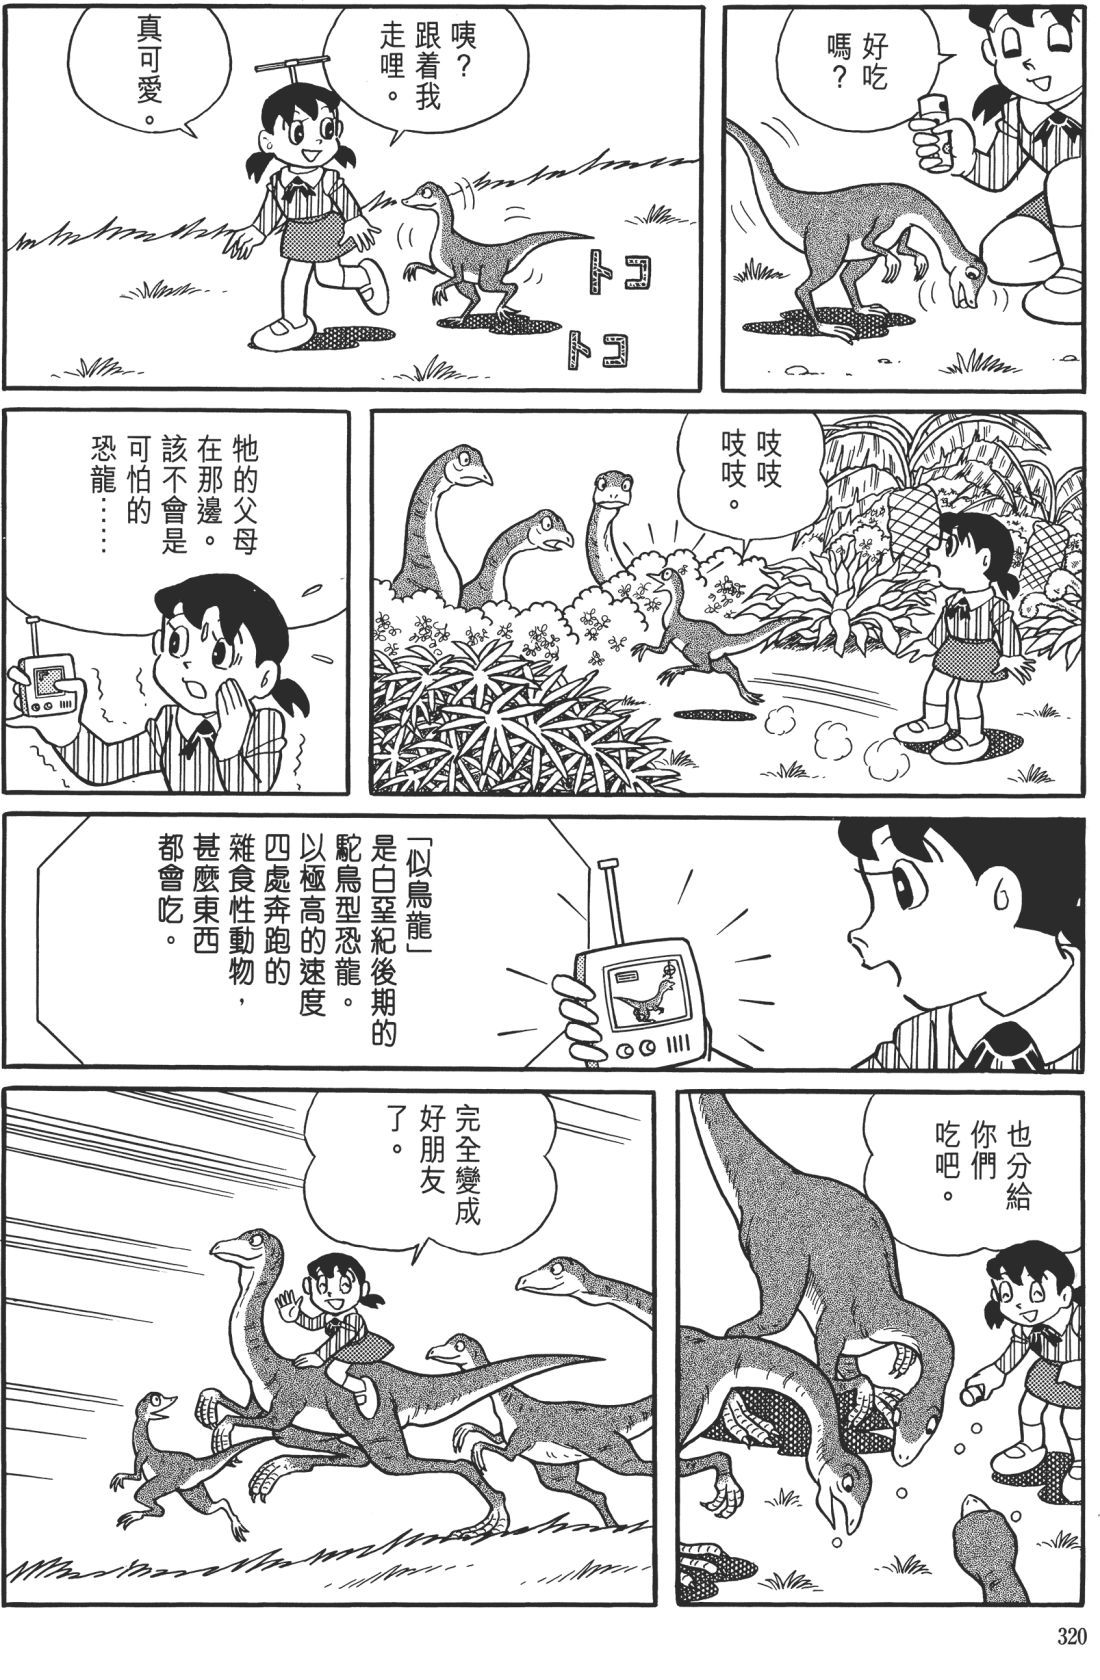 好吃
嗎？
咦？
跟着我
走哩。
真可愛。
トコ
トコ
吱吱
吱吱。
牠的父母
在那邊。
該不會是
可怕的
恐龍……
「似鳥龍」
是白堊紀後期的
駝鳥型恐龍。
以極高的速度
四處奔跑的
雜食性動物，
甚麼東西
都會吃。
也分給
你們
吃吧。
完全變成
好朋友
了。
320